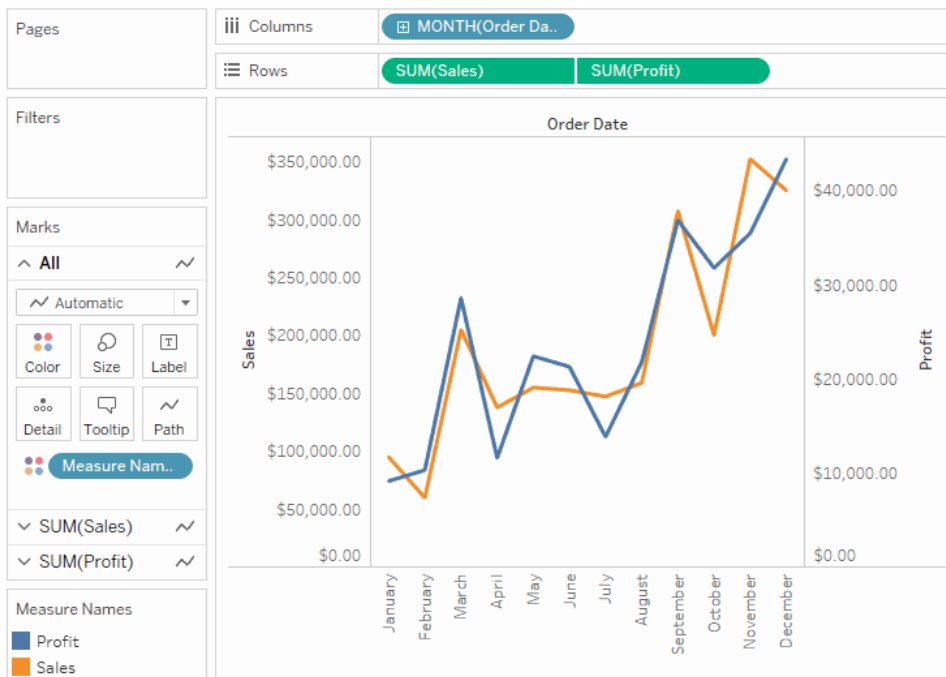 Pages
Columns
MONTH(Order Da..
Rows
SUM(Sales)
SUM(Profit)
Filters
Marks
All
Automatic
Color
Size
Label
Detail
Tooltip
Path
Measure Nam..
SUM(Sales)
SUM(Profit)
Measure Names
Profit
Sales
Order Date
Sales
$350,000.00
$300,000.00
$250,000.00
$200,000.00
$150,000.00
$100,000.00
$50,000.00
$0.00
$40,000.00
$30,000.00
$20,000.00
$10,000.00
$0.00
Profit
January
February
March
April
May
June
July
August
September
October
November
December